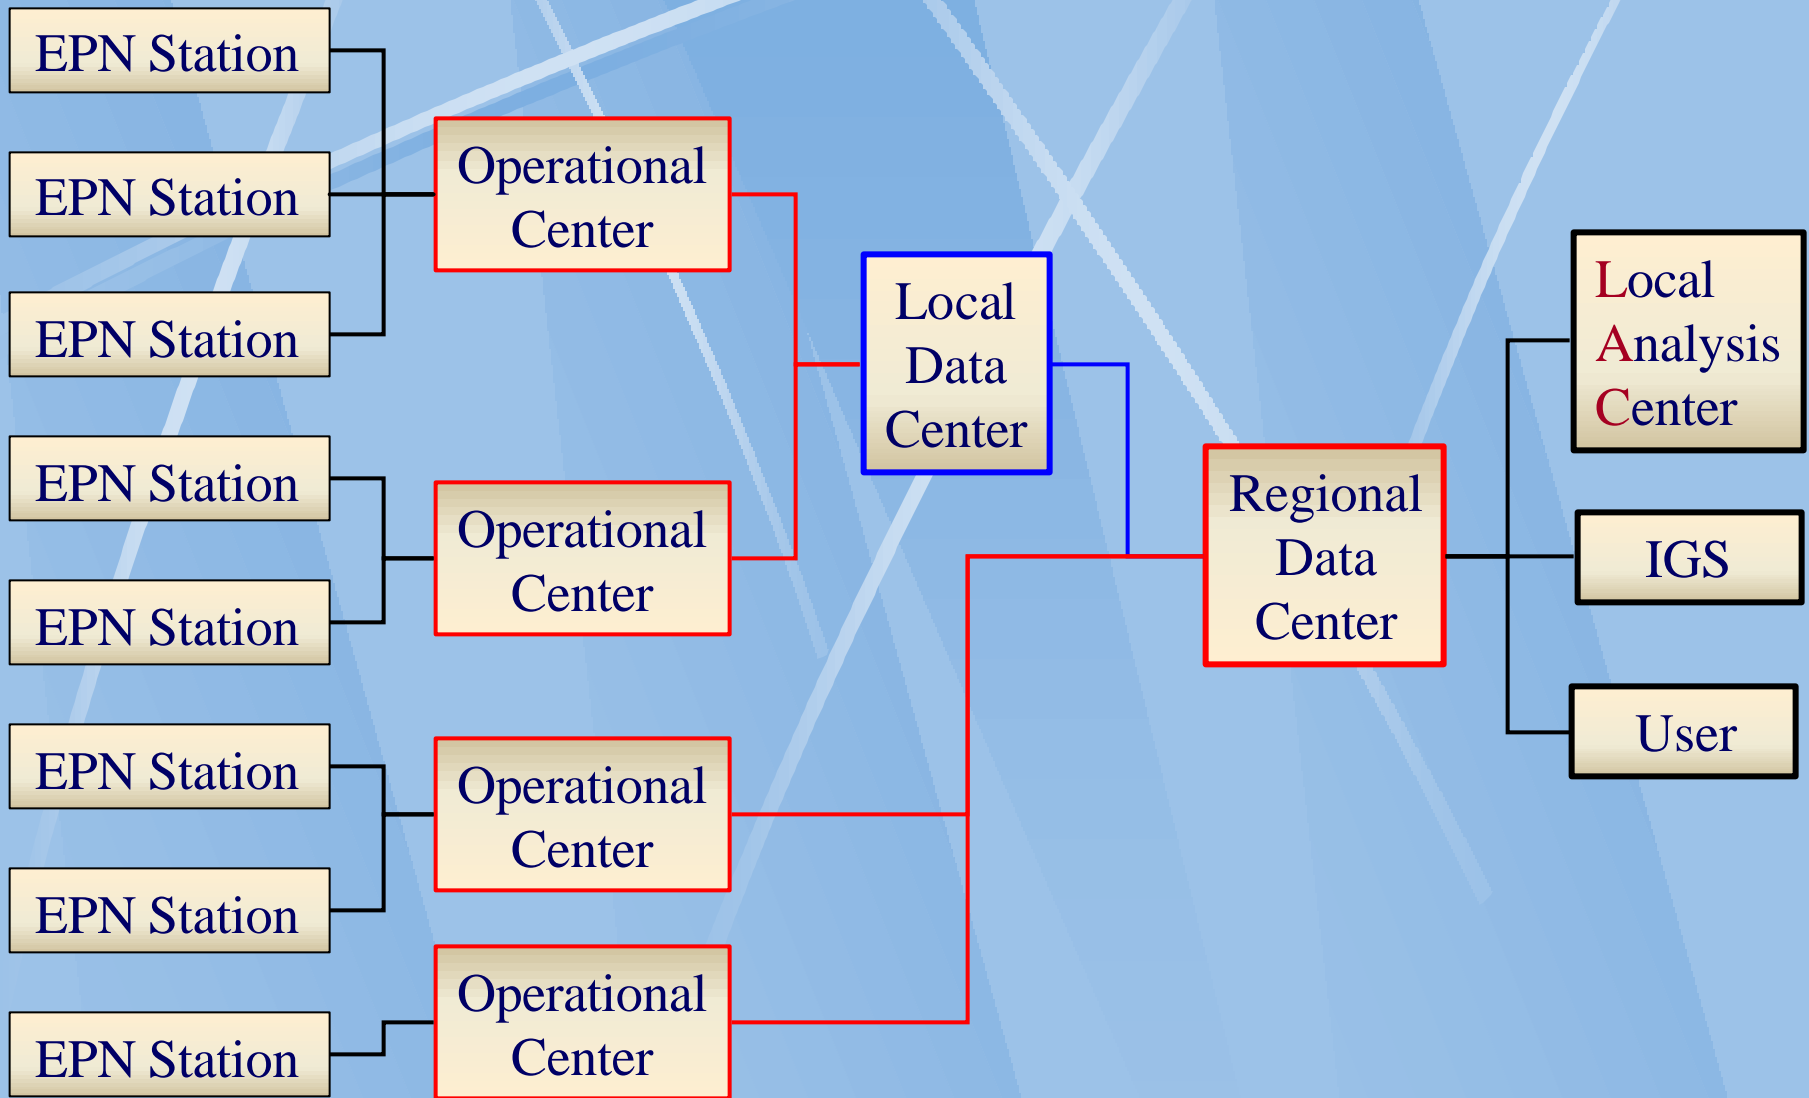 EPN Station
EPN Station
EPN Station
EPN Station
EPN Station
EPN Station
EPN Station
EPN Station
Operational
Center
Operational
Center
Operational
Center
Operational
Center
Local
Data
Center
Regional
Data
Center
Local
Analysis
Center
IGS
User